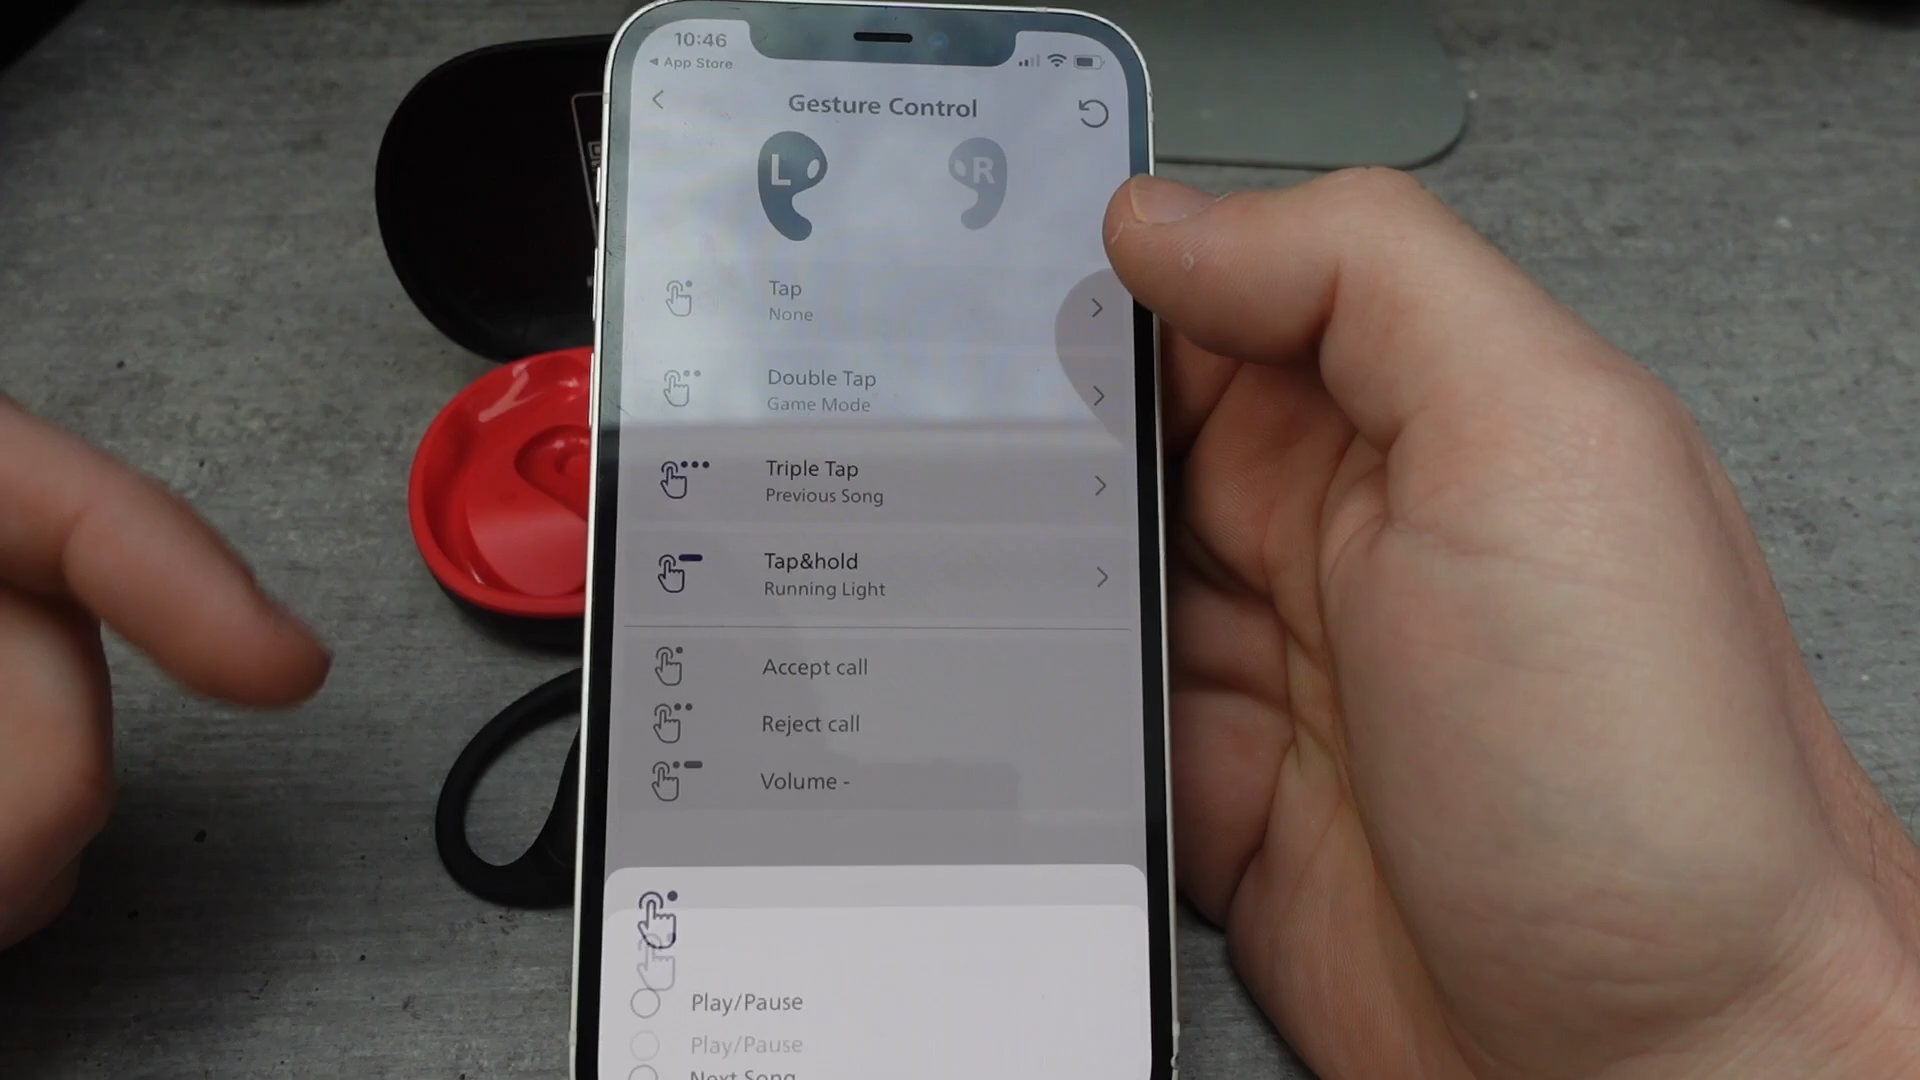 10:46
App Store
Gesture Control
L
R
Tap
None
Double Tap
Game Mode
Triple Tap
Previous Song
Tap&hold
Running Light
Accept call
Reject call
Volume -
Play/Pause
Play/Pause
Next Song